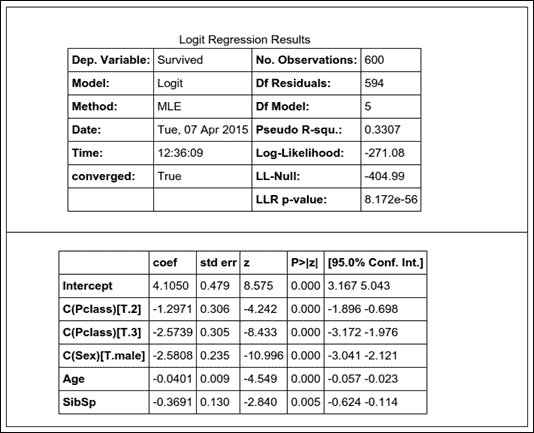 Logit Regression Results
Dep. Variable: Survived No. Observations: 600
Model: Logit Df Residuals: 594
Method: MLE Df Model: 5
Date: Tue, 07 Apr 2015 Pseudo R-squ.: 0.3307
Time: 12:36:09 Log-Likelihood: -271.08
converged: True LL-Null: -404.99
LLR p-value: 8.172e-56
coef std err z P>|z| [95.0% Conf. Int.]
Intercept 4.1050 0.479 8.575 0.000 3.167 5.043
C(Pclass)[T.2] -1.2971 0.306 -4.242 0.000 -1.896 -0.698
C(Pclass)[T.3] -2.5739 0.305 -8.433 0.000 -3.172 -1.976
C(Sex)[T.male] -2.5808 0.235 -10.996 0.000 -3.041 -2.121
Age -0.0401 0.009 -4.549 0.000 -0.057 -0.023
SibSp -0.3691 0.130 -2.840 0.005 -0.624 -0.114